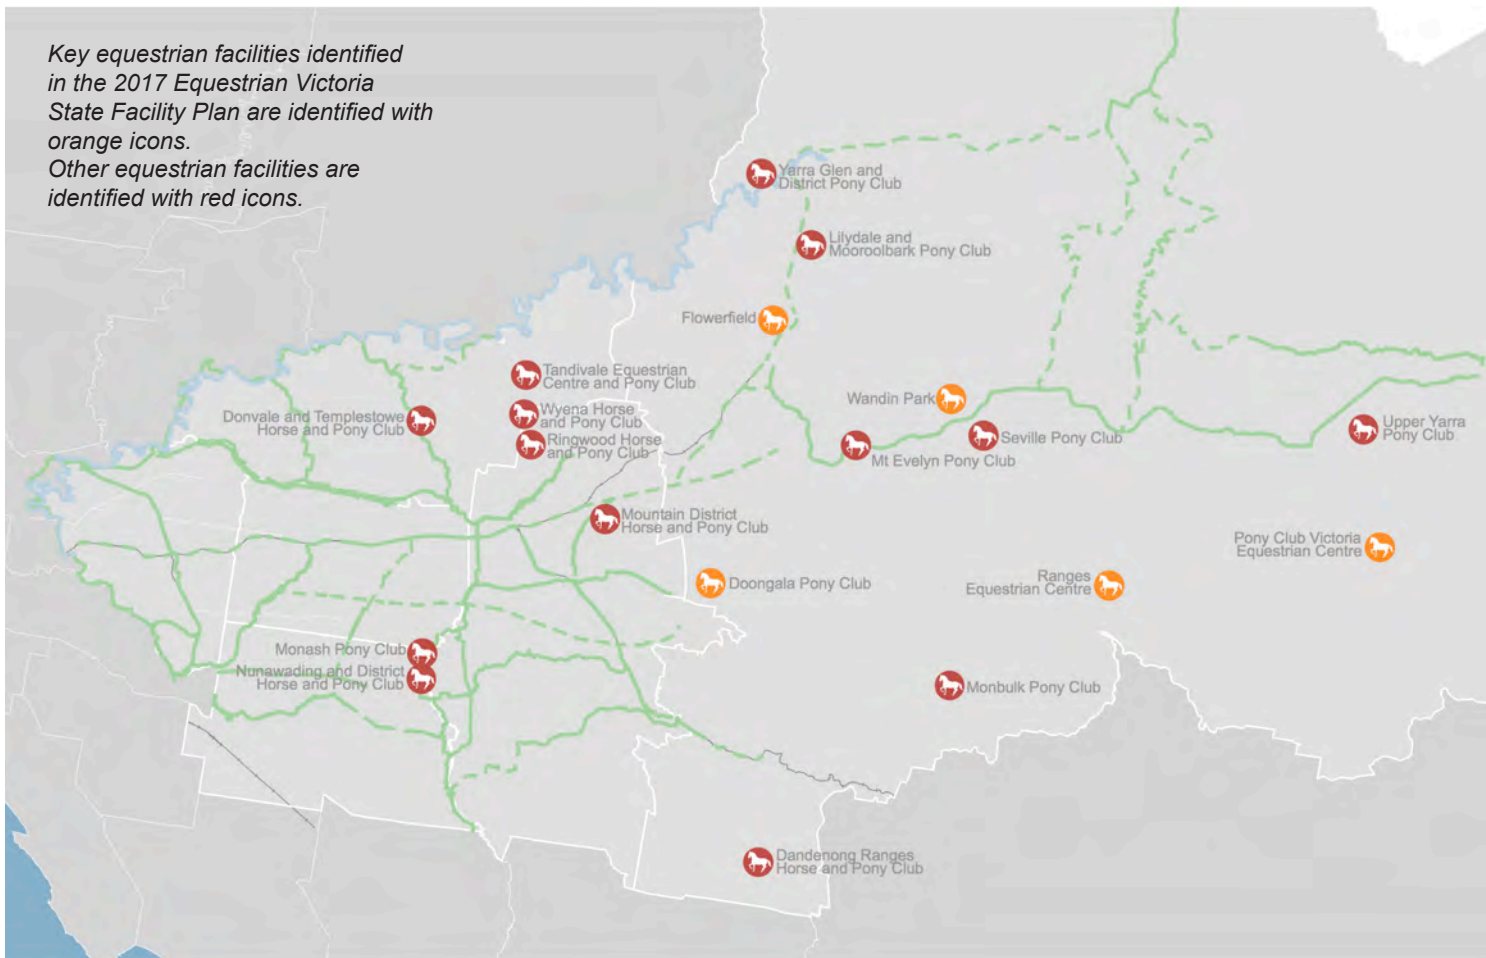 Key equestrian facilities identified
in the 2017 Equestrian Victoria
State Facility Plan are identified with
orange icons.
Other equestrian facilities are
identified with red icons.
Yarra Glen and
District Pony Club
Lilydale and
Mooroolbark Pony Club
Flowerfield
Tandivale Equestrian
Centre and Pony Club
Wandin Park
Donvale and Templestowe
Horse and Pony Club
Wyena Horse
and Pony Club
Ringwood Horse
and Pony Club
Seville Pony Club
Upper Yarra
Pony Club
Mt Evelyn Pony Club
Mountain District
Horse and Pony Club
Pony Club Victoria
Equestrian Centre
Doongala Pony Club
Ranges
Equestrian Centre
Monash Pony Club
Nunawading and District
Horse and Pony Club
Monbulk Pony Club
Dandenong Ranges
Horse and Pony Club